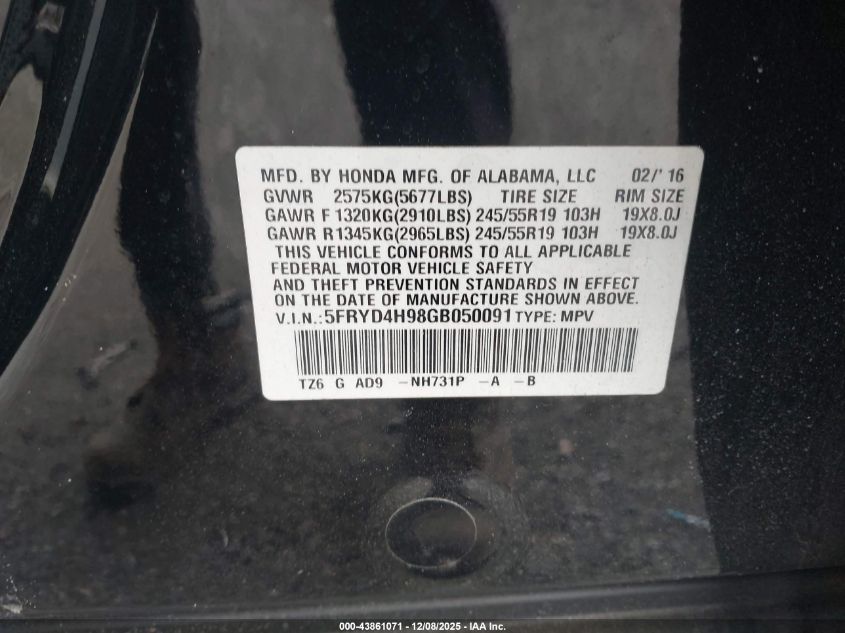 MFD. BY HONDA MFG. OF ALABAMA, LLC 02/' 16
GVWR 2575KG(5677LBS) TIRE SIZE RIM SIZE
GAWR F 1320KG(2910LBS) 245/55R19 103H 19X8.0J
GAWR R1345KG(2965LBS) 245/55R19 103H 19X8.0J
THIS VEHICLE CONFORMS TO ALL APPLICABLE
FEDERAL MOTOR VEHICLE SAFETY
AND THEFT PREVENTION STANDARDS IN EFFECT
ON THE DATE OF MANUFACTURE SHOWN ABOVE.
V.I.N.: 5FRYD4H98GB050091 TYPE: MPV
TZ6 G AD9 -NH731P -A -B
000-43861071 - 12/08/2025 - IAA Inc.